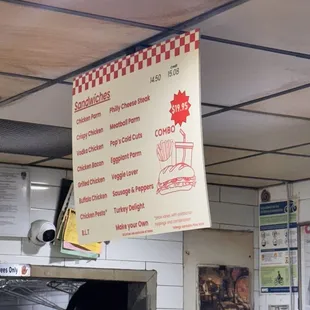 Sandwiches
Chicken Parm
Crispy Chicken
Vodka Chicken
Chicken Bacon
Grilled Chicken
Buffalo Chicken
Chicken Pesto
B.L.T
Philly Cheese Steak
Meatball Parm
Pop's Cold Cuts
Eggplant Parm
Veggie Lover
Sausage & Peppers
Turkey Delight
Make your Own
14.50
15.08
$19.95
COMBO
Only